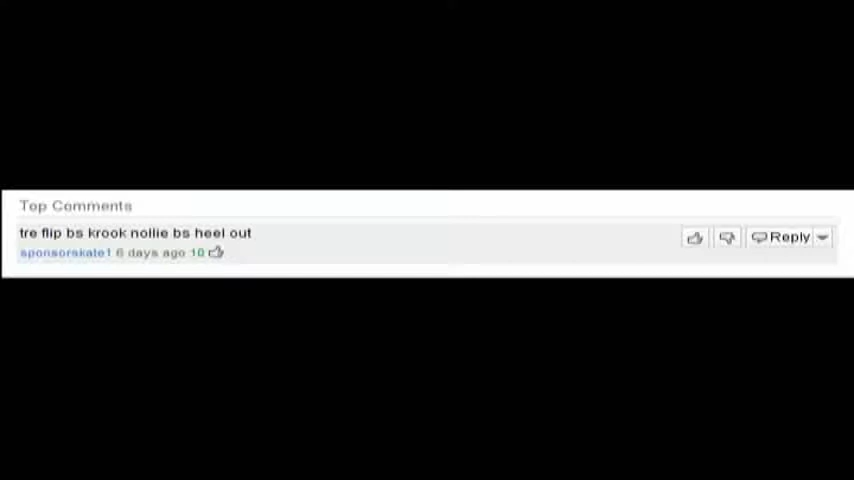 Top Comments
tre flip bs krook nollie bs heel out
Reply
sponsorskate1 6 days ago 10